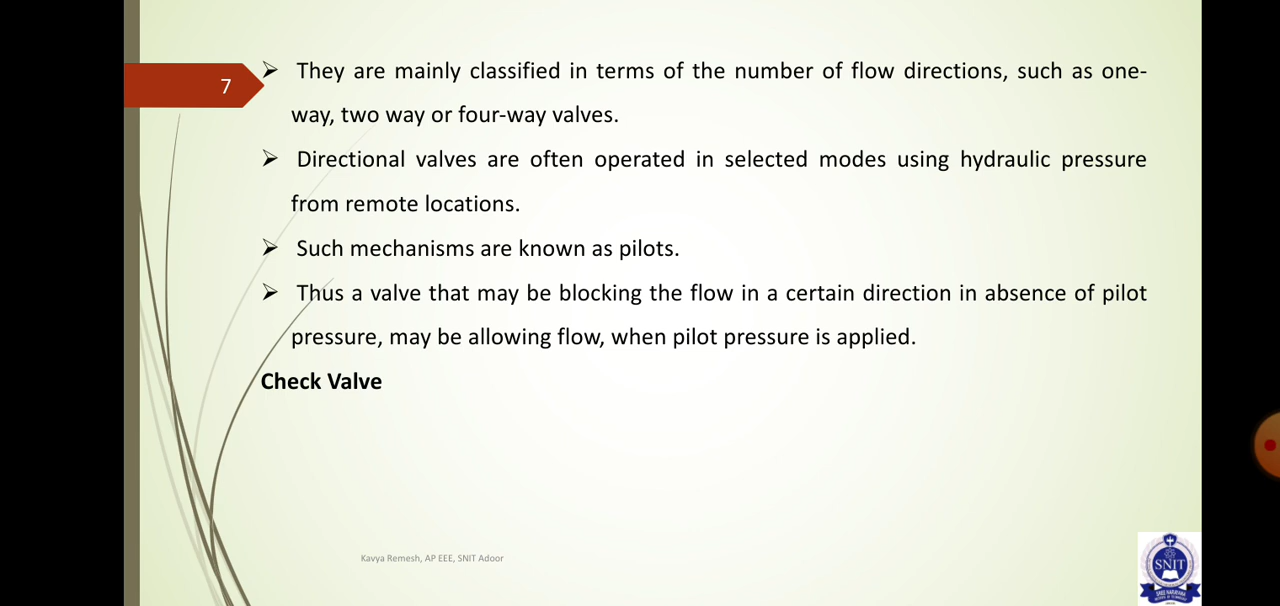 7
➢ They are mainly classified in terms of the number of flow directions, such as one-
way, two way or four-way valves.
➢ Directional valves are often operated in selected modes using hydraulic pressure
from remote locations.
➢ Such mechanisms are known as pilots.
➢ Thus a valve that may be blocking the flow in a certain direction in absence of pilot
pressure, may be allowing flow, when pilot pressure is applied.
Check Valve
Kavya Remesh, AP EEE, SNIT Adoor
SNIT